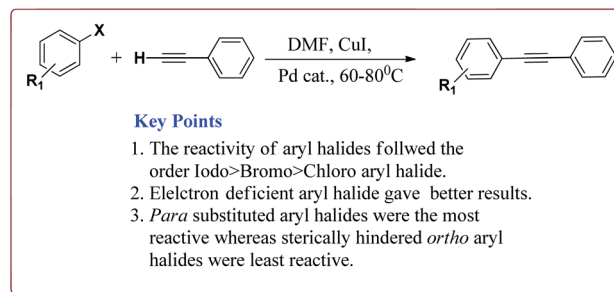 X
R1
+ H
DMF, CuI,
Pd cat., 60-80⁰C
R1
Key Points
1. The reactivity of aryl halides follwed the
order Iodo>Bromo>Chloro aryl halide.
2. Elelctron deficient aryl halide gave better results.
3. Para substituted aryl halides were the most
reactive whereas sterically hindered ortho aryl
halides were least reactive.